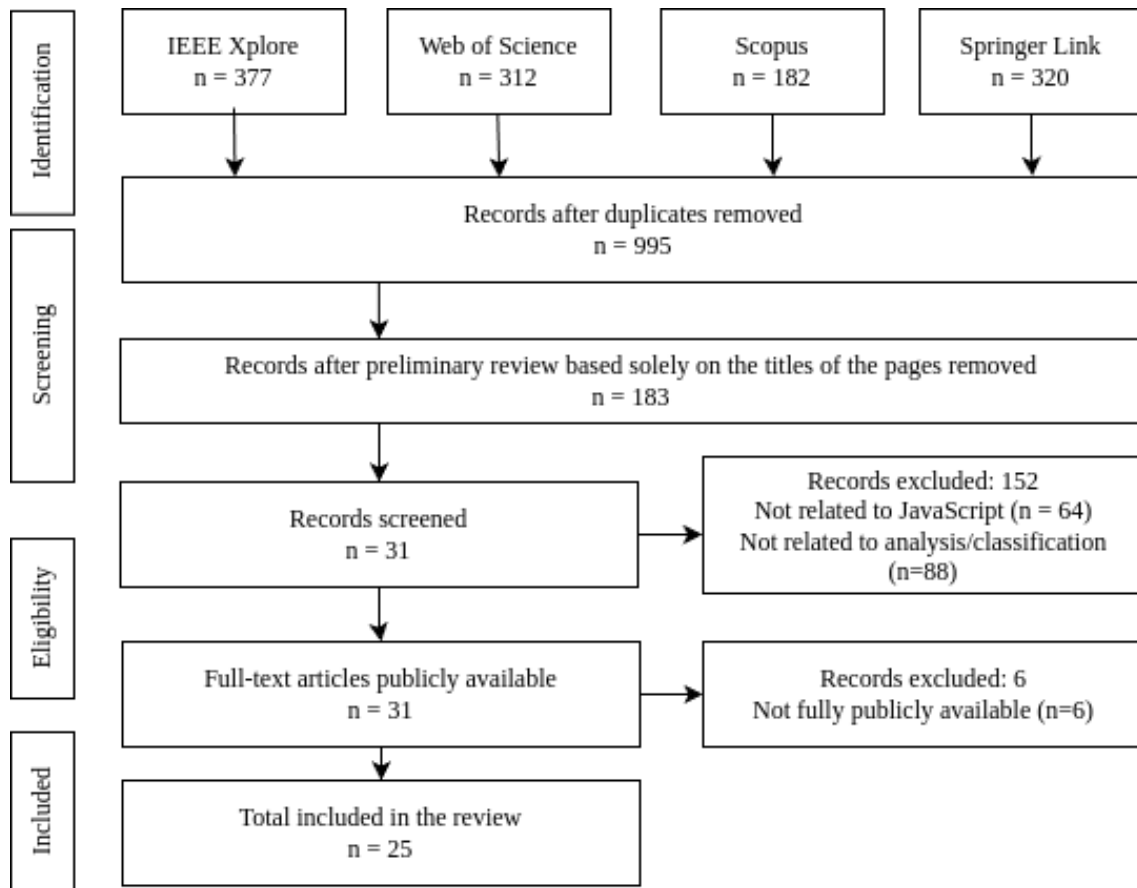 Identification
IEEE Xplore
n = 377
Web of Science
n = 312
Scopus
n = 182
Springer Link
n = 320
Records after duplicates removed
n = 995
Screening
Records after preliminary review based solely on the titles of the pages removed
n = 183
Records screened
n = 31
Records excluded: 152
Not related to JavaScript (n = 64)
Not related to analysis/classification
(n=88)
Eligibility
Full-text articles publicly available
n = 31
Records excluded: 6
Not fully publicly available (n=6)
Included
Total included in the review
n = 25